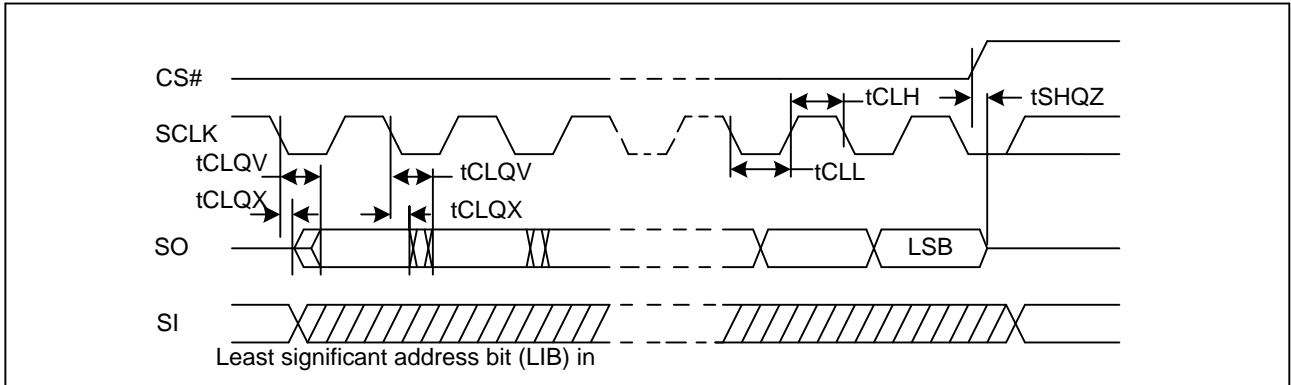 CS#
tCLH
tSHQZ
SCLK
tCLQV
tCLQV
tCLL
tCLQX
tCLQX
SO
LSB
SI
Least significant address bit (LIB) in